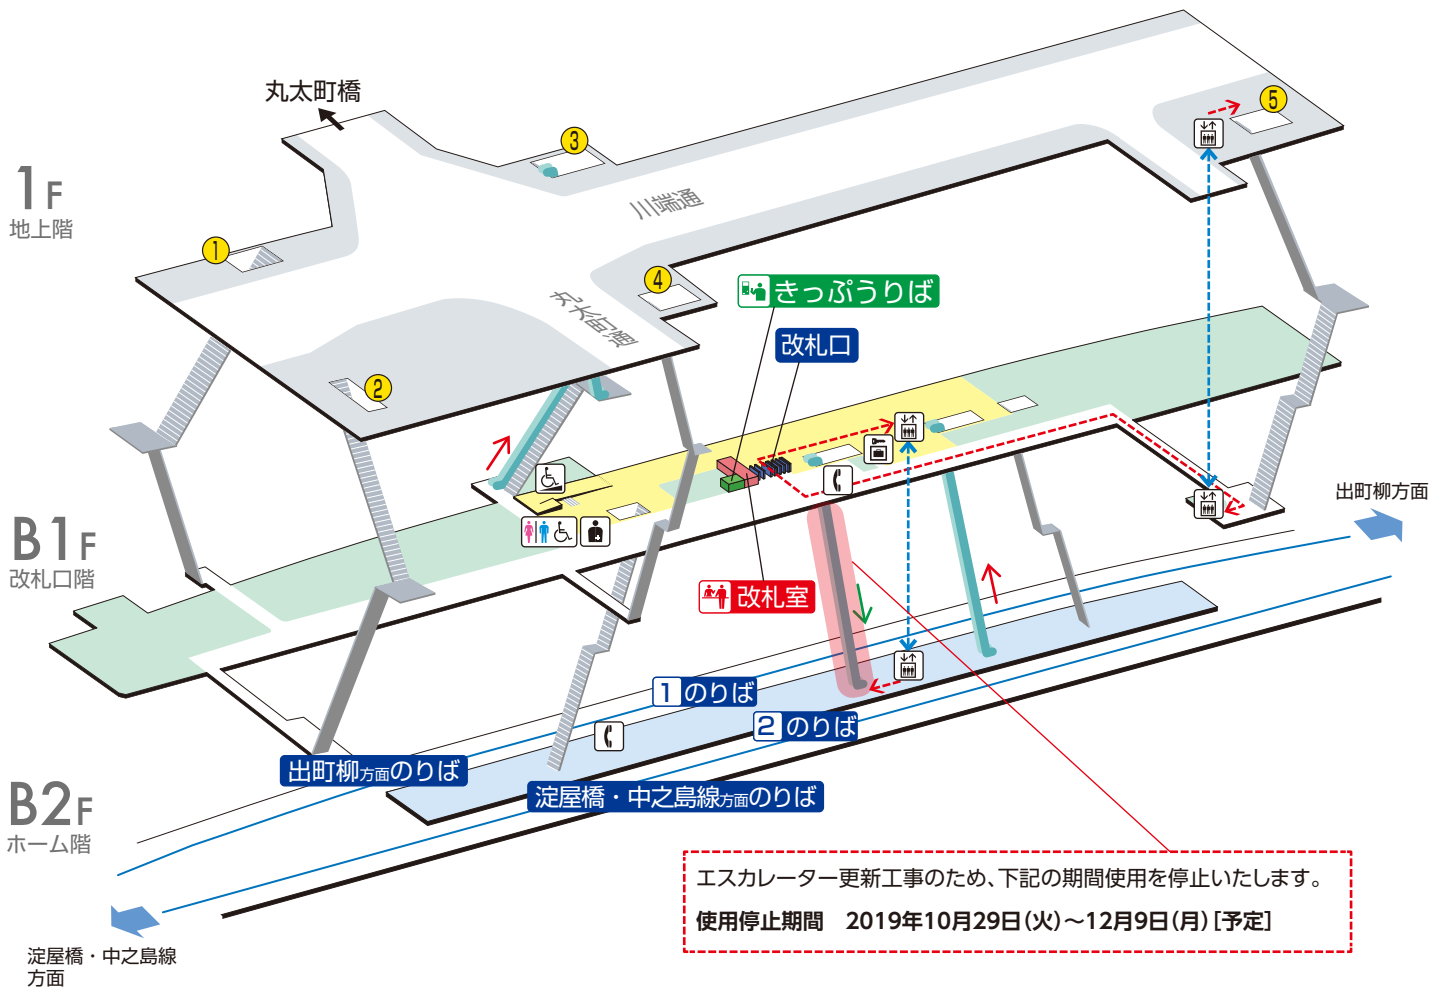 丸太町橋
1F
地上階
1
2
3
4
5
川端通
丸太町通
きっぷうりば
改札口
B1F
改札口階
改札室
出町柳方面
1 のりば
2 のりば
出町柳方面のりば
淀屋橋・中之島線方面のりば
B2F
ホーム階
エスカレーター更新工事のため、下記の期間使用を停止いたします。
使用停止期間 2019年10月29日(火)～12月9日(月)[予定]
淀屋橋・中之島線
方面